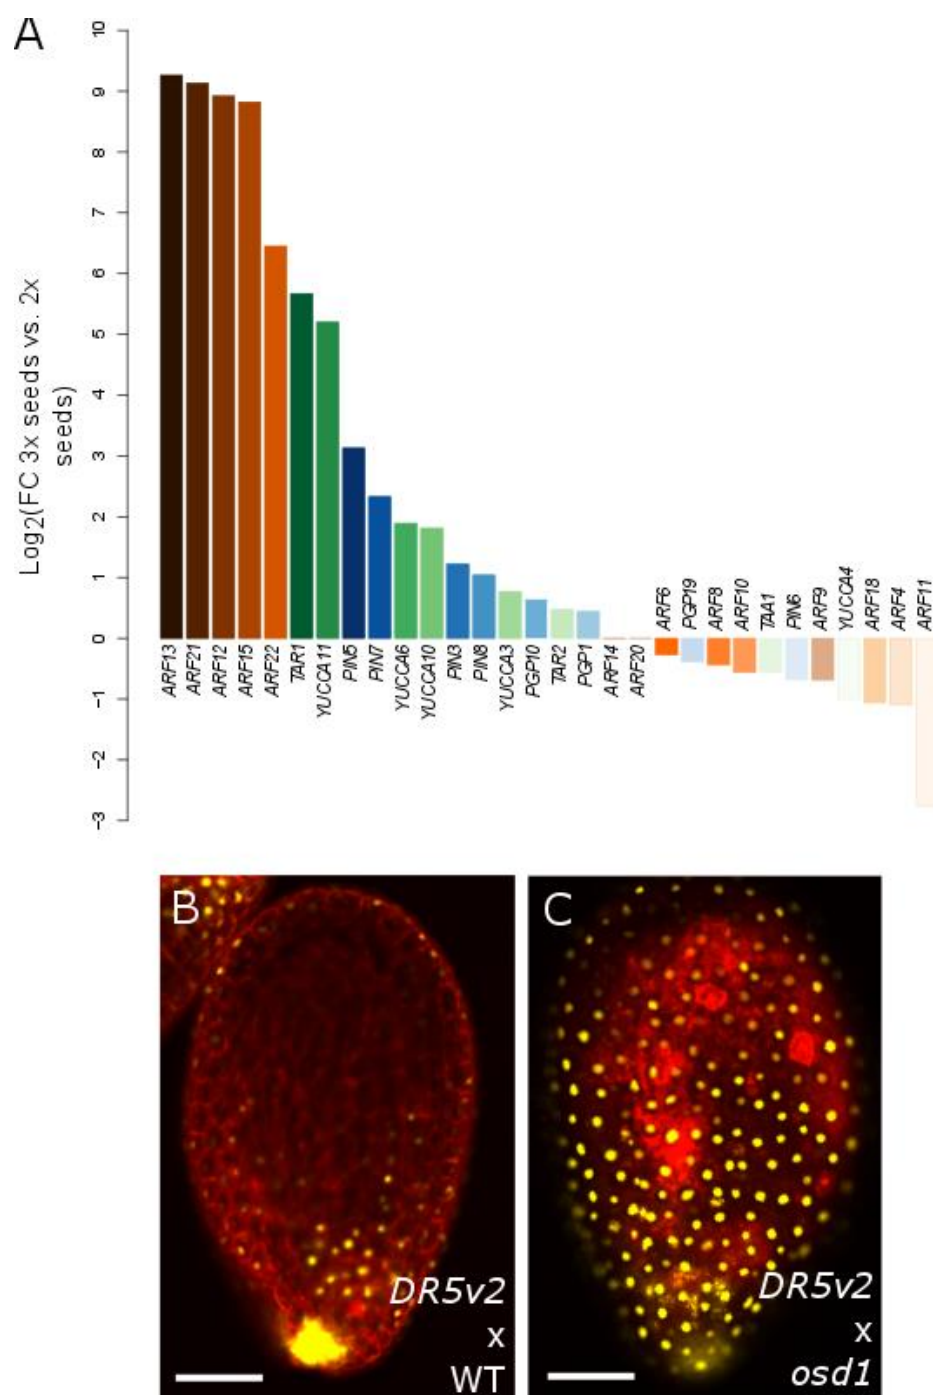 A
10
9
8
7
6
5
4
3
2
1
0
−1
−2
−3
Log2(FC 3x seeds vs. 2x
seeds)
ARF13
ARF21
ARF12
ARF15
ARF22
TAR1
YUCCA11
PIN5
PIN7
YUCCA6
YUCCA10
PIN3
PIN8
YUCCA3
PGP10
TAR2
PGP1
ARF14
ARF20
ARF6
PGP19
ARF8
ARF10
TAA1
PIN6
ARF9
YUCCA4
ARF18
ARF4
ARF11
B
DR5v2
x
WT
C
DR5v2
x
osd1